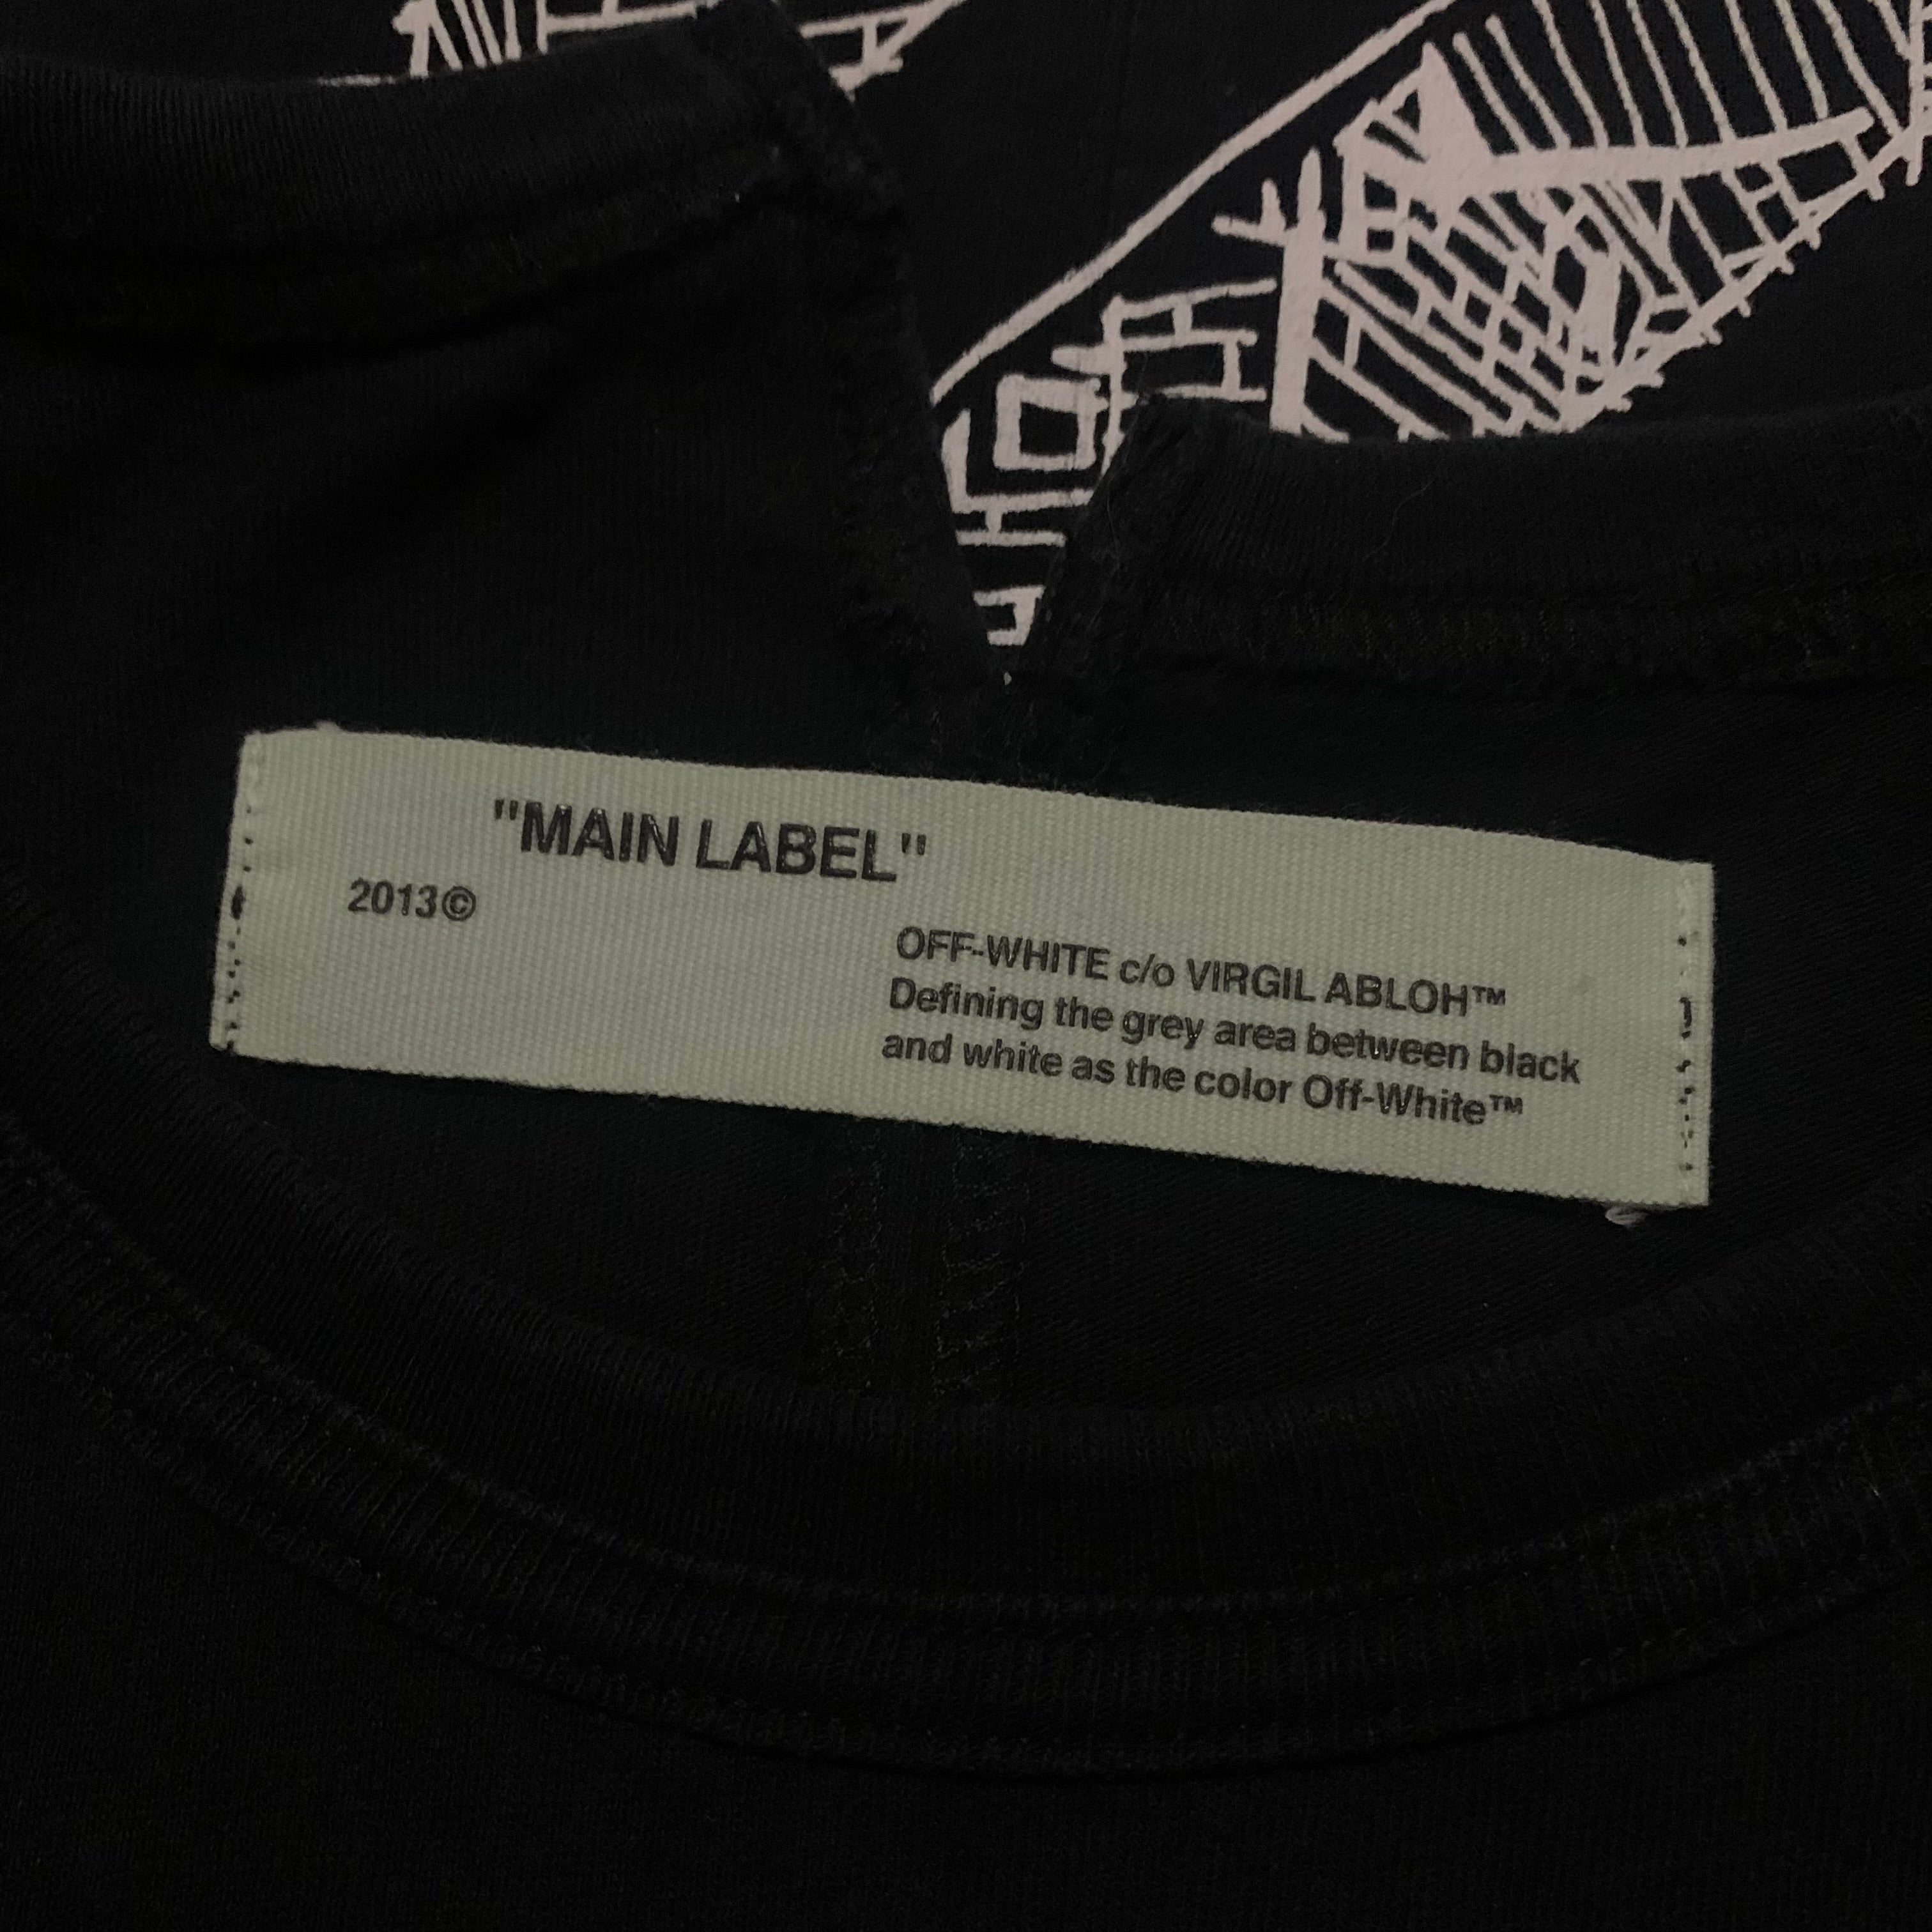 "MAIN LABEL"
2013©
OFF-WHITE c/o VIRGIL ABLOH™
Defining the grey area between black
and white as the color Off-White™